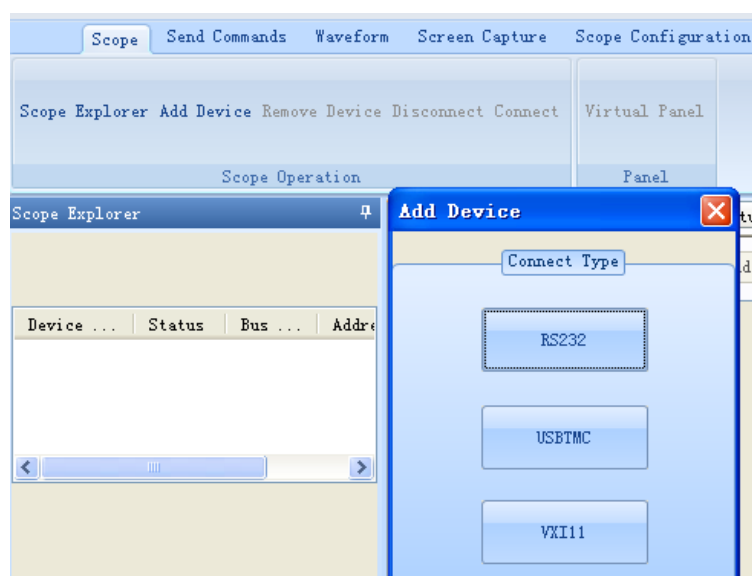 Scope Send Commands Waveform Screen Capture Scope Configuration
Scope Explorer Add Device Remove Device Disconnect Connect Virtual Panel
Scope Operation Panel
Scope Explorer
Add Device
Connect Type
Device ... Status Bus ...
RS232
USBTMC
VXI11